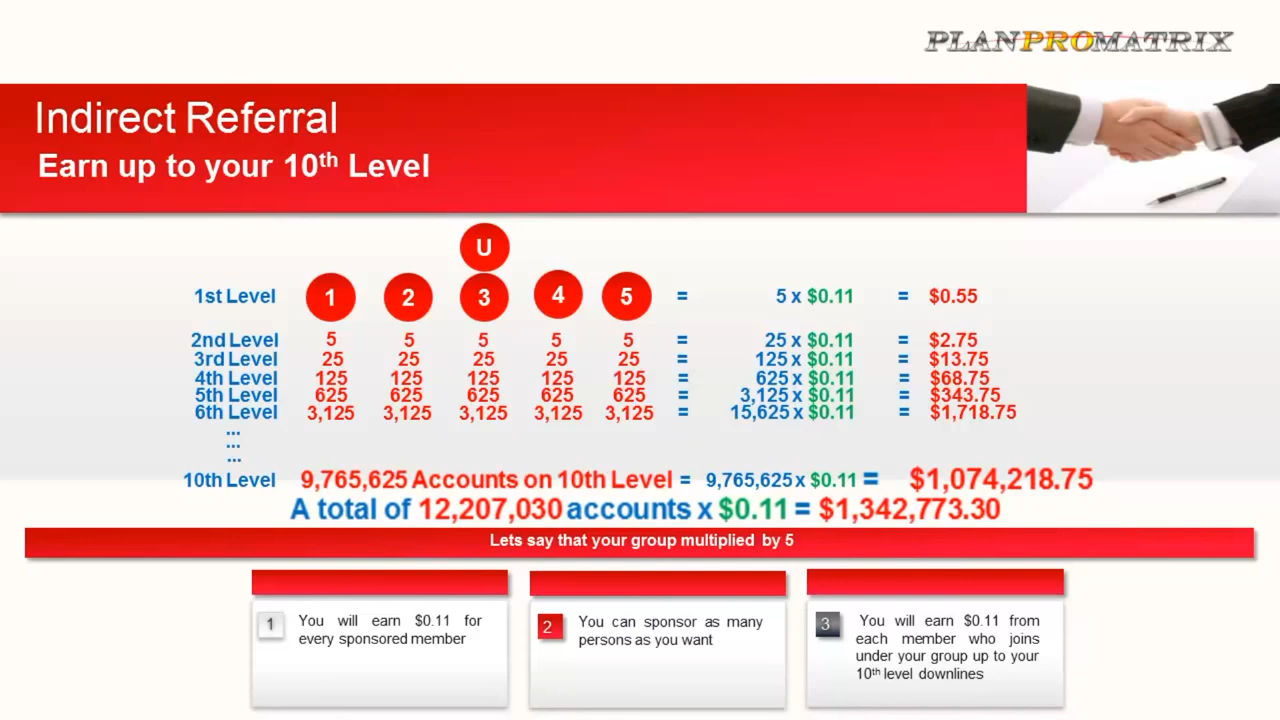 PLANPROMATRIX
Indirect Referral
Earn up to your 10th Level
U
1st Level 1 2 3 4 5 = 5 x $0.11 = $0.55
2nd Level 5 5 5 5 5 = 25 x $0.11 = $2.75
3rd Level 25 25 25 25 25 = 125 x $0.11 = $13.75
4th Level 125 125 125 125 125 = 625 x $0.11 = $68.75
5th Level 625 625 625 625 625 = 3,125 x $0.11 = $343.75
6th Level 3,125 3,125 3,125 3,125 3,125 = 15,625 x $0.11 = $1,718.75
...
...
...
10th Level 9,765,625 Accounts on 10th Level = 9,765,625 x $0.11 = $1,074,218.75
A total of 12,207,030 accounts x $0.11 = $1,342,773.30
Lets say that your group multiplied by 5
1 You will earn $0.11 for
every sponsored member
2 You can sponsor as many
persons as you want
3 You will earn $0.11 from
each member who joins
under your group up to your
10th level downlines